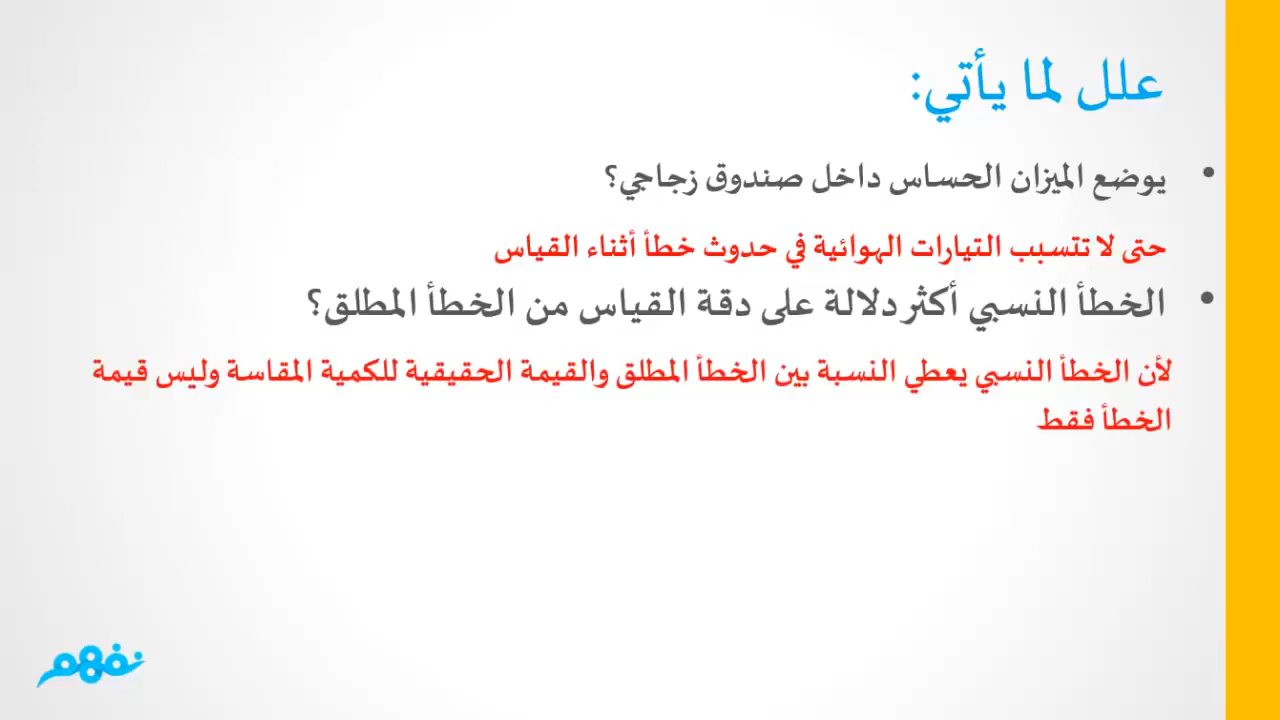 علل لما يأتي:
• يوضع الميزان الحساس داخل صندوق زجاجي؟
حتى لا تتسبب التيارات الهوائية في حدوث خطأ أثناء القياس
• الخطأ النسبي أكثر دلالة على دقة القياس من الخطأ المطلق؟
لأن الخطأ النسبي يعطي النسبة بين الخطأ المطلق والقيمة الحقيقية للكمية المقاسة وليس قيمة
الخطأ فقط
نفهم